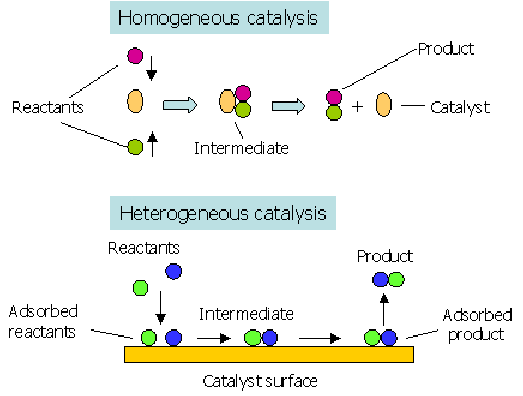 Homogeneous catalysis
Product
Reactants
+
Catalyst
Intermediate
Heterogeneous catalysis
Reactants
Product
Adsorbed
reactants
Intermediate
Adsorbed
product
Catalyst surface